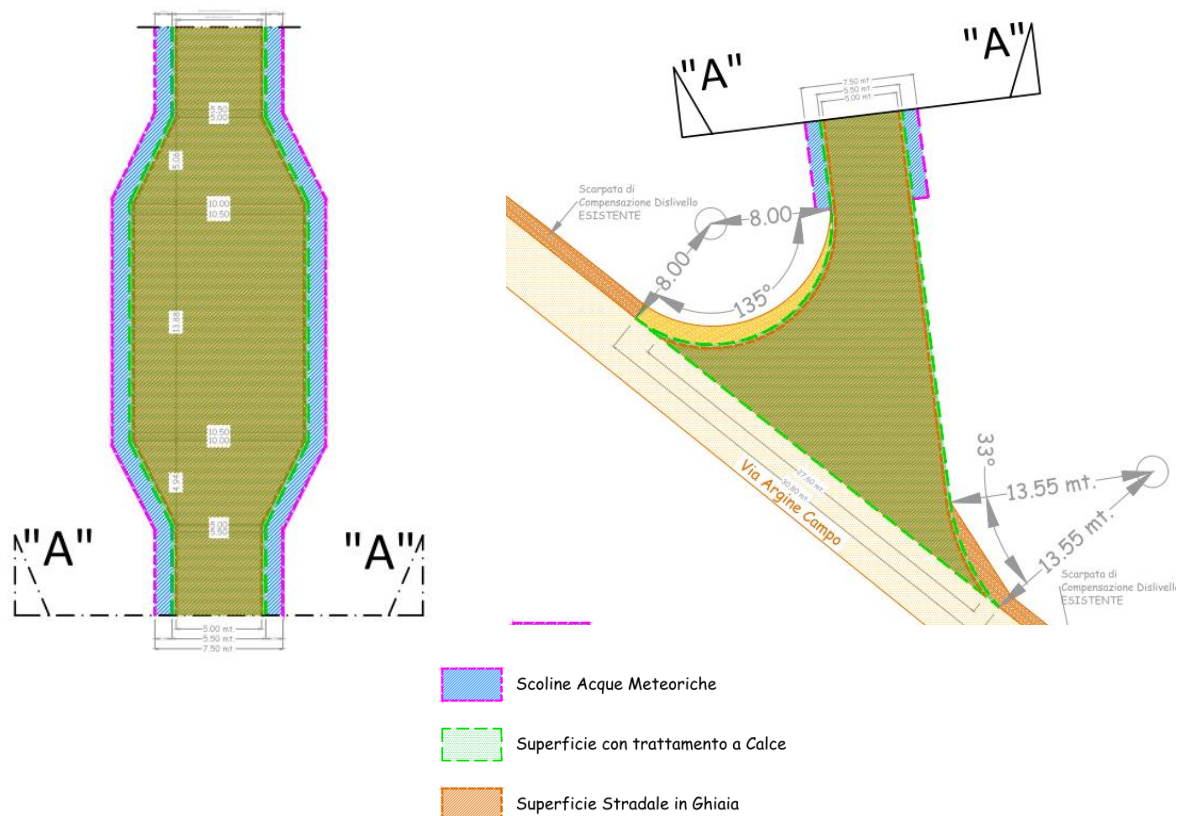 5.50
5.00
5.06
10.00
10.50
13.88
10.50
10.00
4.94
5.00
5.50
"A"
"A"
5.00 mt.
5.50 mt.
7.50 mt.
"A"
"A"
7.50 mt.
5.50 mt.
5.00 mt.
Scarpata di
Compensazione Dislivello
ESISTENTE
8.00
8.00
135°
Via Argine Campo
33°
13.55 mt.
13.55 mt.
Scarpata di
Compensazione Dislivello
ESISTENTE
Scoline Acque Meteoriche
Superficie con trattamento a Calce
Superficie Stradale in Ghiaia